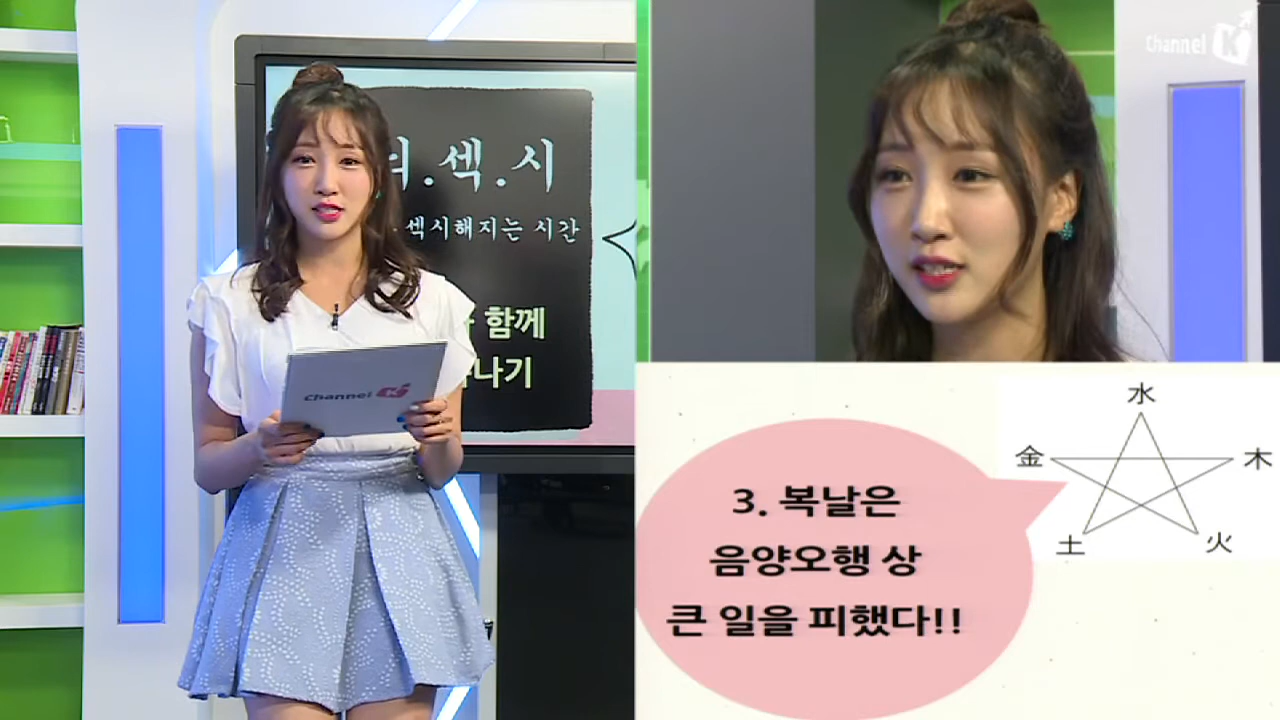 .섹.시
섹시해지는 시간
함께
나기
Channel K
Channel K
3. 복날은
음양오행 상
큰 일을 피했다!!
水
金
木
土
火